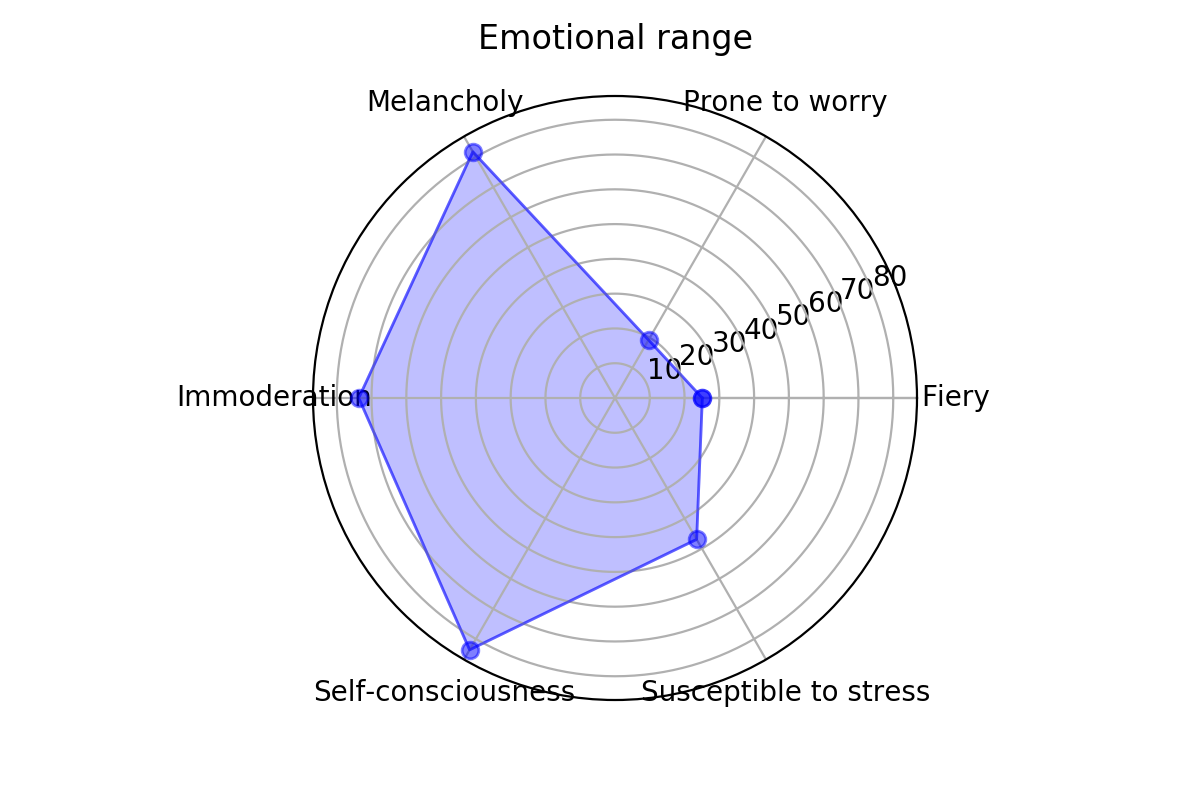 Emotional range
Melancholy
Prone to worry
80
70
60
50
40
30
20
10
Immoderation
Fiery
Self-consciousness
Susceptible to stress